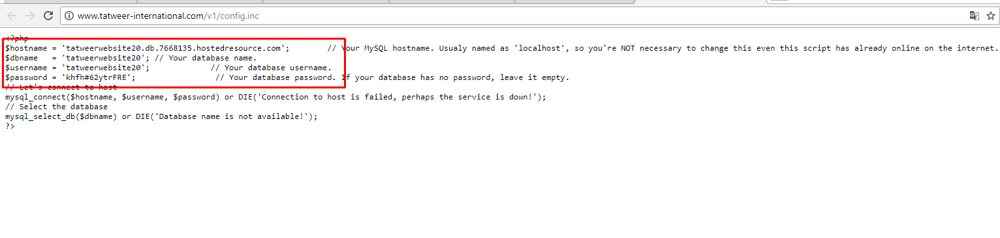 www.tatweer-international.com/v1/config.inc
<?php
$hostname = 'tatweerwebsite20.db.7668135.hostedresource.com'; // Your MySQL hostname. Usualy named as 'localhost', so you're NOT necessary to change this even this script has already online on the internet.
$dbname = 'tatweerwebsite20'; // Your database name.
$username = 'tatweerwebsite20'; // Your database username.
$password = 'khfh#62ytrFRE'; // Your database password. If your database has no password, leave it empty.
// Let's connect to host
mysql_connect($hostname, $username, $password) or DIE('Connection to host is failed, perhaps the service is down!');
// Select the database
mysql_select_db($dbname) or DIE('Database name is not available!');
?>